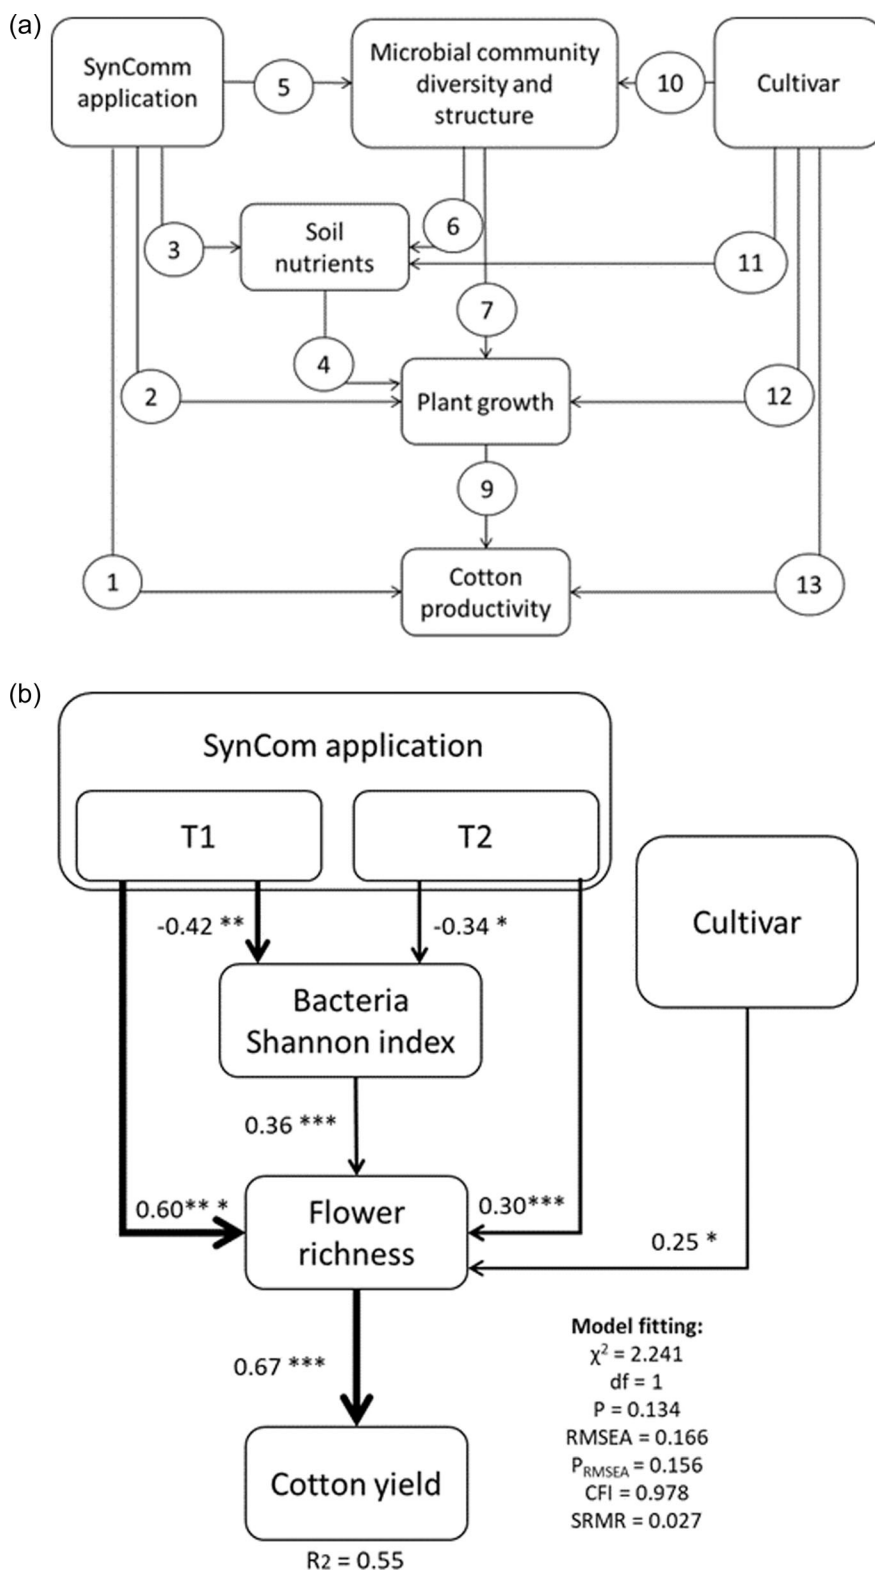 (a)
SynComm
application
5
Microbial community
diversity and
structure
10
Cultivar
3
Soil
nutrients
6
11
4
7
2
Plant growth
12
9
1
Cotton
productivity
13
(b)
SynCom application
T1
T2
Cultivar
-0.42 **
-0.34 *
Bacteria
Shannon index
0.36 ***
0.60** *
Flower
richness
0.30***
0.25 *
0.67 ***
Model fitting:
χ² = 2.241
df = 1
P = 0.134
RMSEA = 0.166
PRMSEA = 0.156
CFI = 0.978
SRMR = 0.027
Cotton yield
R2 = 0.55